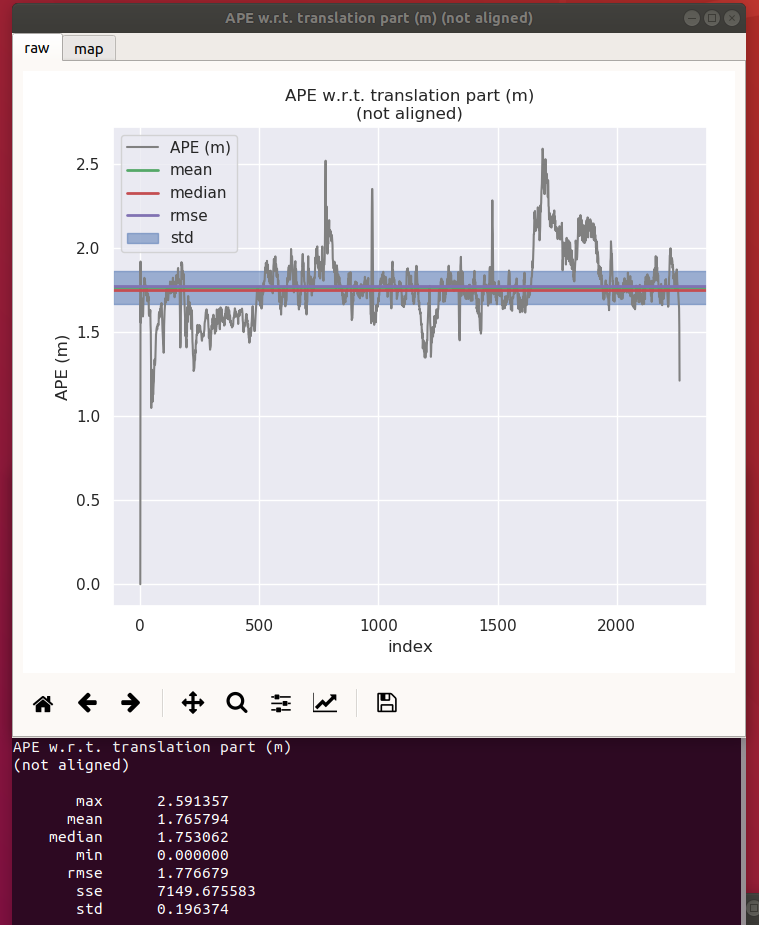 APE w.r.t. translation part (m) (not aligned)
raw map
APE w.r.t. translation part (m)
(not aligned)
APE (m)
mean
median
rmse
std
2.5
2.0
1.5
1.0
0.5
0.0
APE (m)
0 500 1000 1500 2000
index
APE w.r.t. translation part (m)
(not aligned)
max 2.591357
mean 1.765794
median 1.753062
min 0.000000
rmse 1.776679
sse 7149.675583
std 0.196374